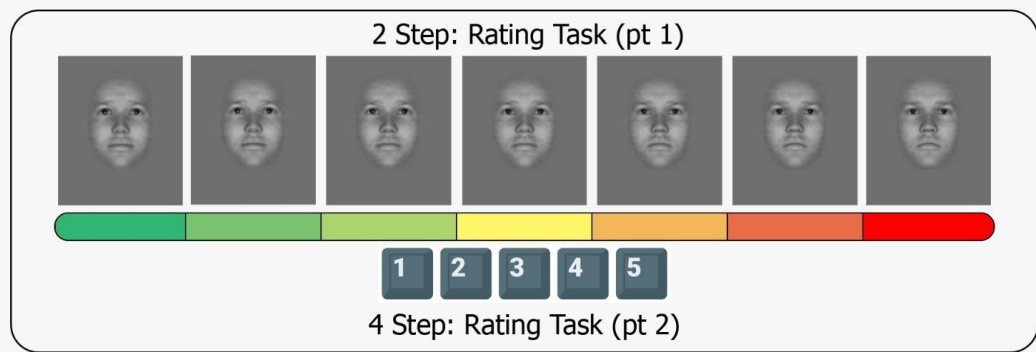 2 Step: Rating Task (pt 1)
1 2 3 4 5
4 Step: Rating Task (pt 2)